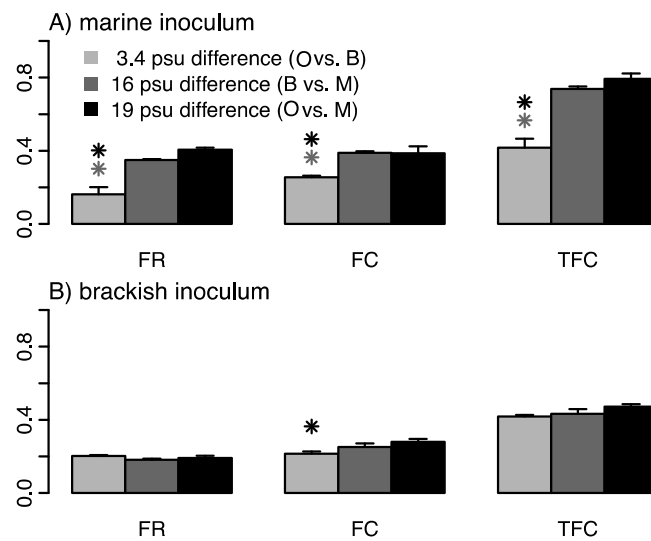 A) marine inoculum
3.4 psu difference (O vs. B)
16 psu difference (B vs. M)
19 psu difference (O vs. M)
0.8
0.4
0.0
* * *
* * *
FR FC TFC
B) brackish inoculum
0.8
0.4
0.0
*
FR FC TFC